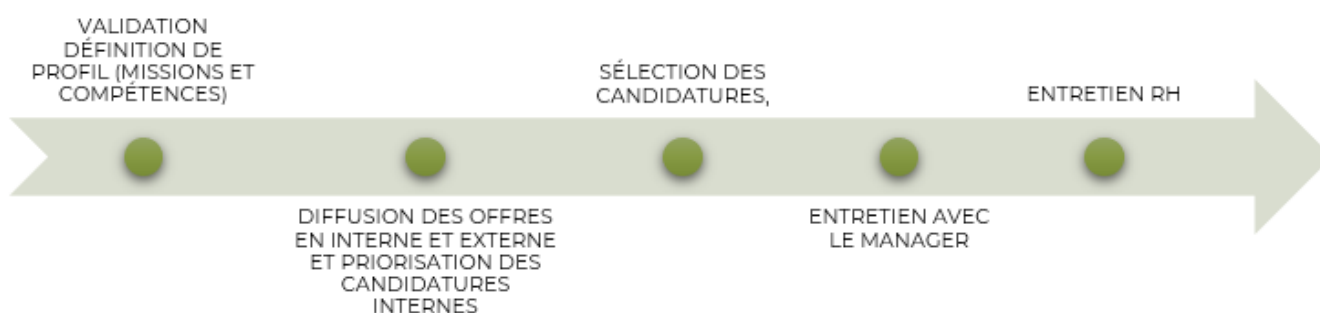 VALIDATION
DÉFINITION DE
PROFIL (MISSIONS ET
COMPÉTENCES)
DIFFUSION DES OFFRES
EN INTERNE ET EXTERNE
ET PRIORISATION DES
CANDIDATURES
INTERNES
SÉLECTION DES
CANDIDATURES,
ENTRETIEN AVEC
LE MANAGER
ENTRETIEN RH